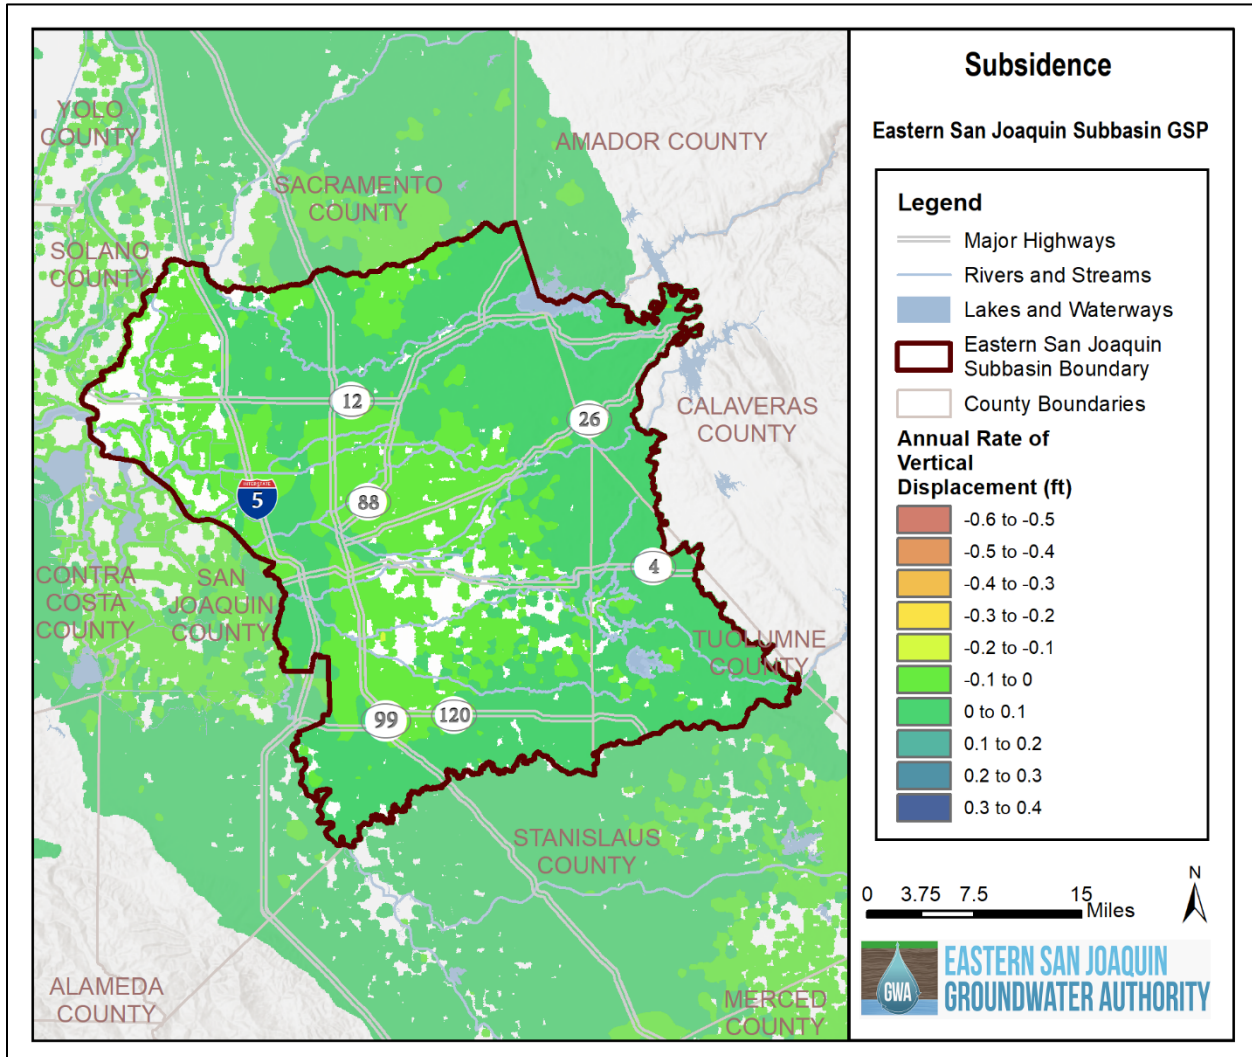 YOLO
COUNTY
AMADOR COUNTY
SACRAMENTO
COUNTY
SOLANO
COUNTY
12
26
CALAVERAS
COUNTY
INTERSTATE
5
88
4
CONTRA
COSTA
COUNTY
SAN
JOAQUIN
COUNTY
TUOLUMNE
COUNTY
99
120
STANISLAUS
COUNTY
ALAMEDA
COUNTY
MERCED
COUNTY
Subsidence
Eastern San Joaquin Subbasin GSP
Legend
Major Highways
Rivers and Streams
Lakes and Waterways
Eastern San Joaquin
Subbasin Boundary
County Boundaries
Annual Rate of
Vertical
Displacement (ft)
-0.6 to -0.5
-0.5 to -0.4
-0.4 to -0.3
-0.3 to -0.2
-0.2 to -0.1
-0.1 to 0
0 to 0.1
0.1 to 0.2
0.2 to 0.3
0.3 to 0.4
0 3.75 7.5 15
Miles
N
GWA
EASTERN SAN JOAQUIN
GROUNDWATER AUTHORITY